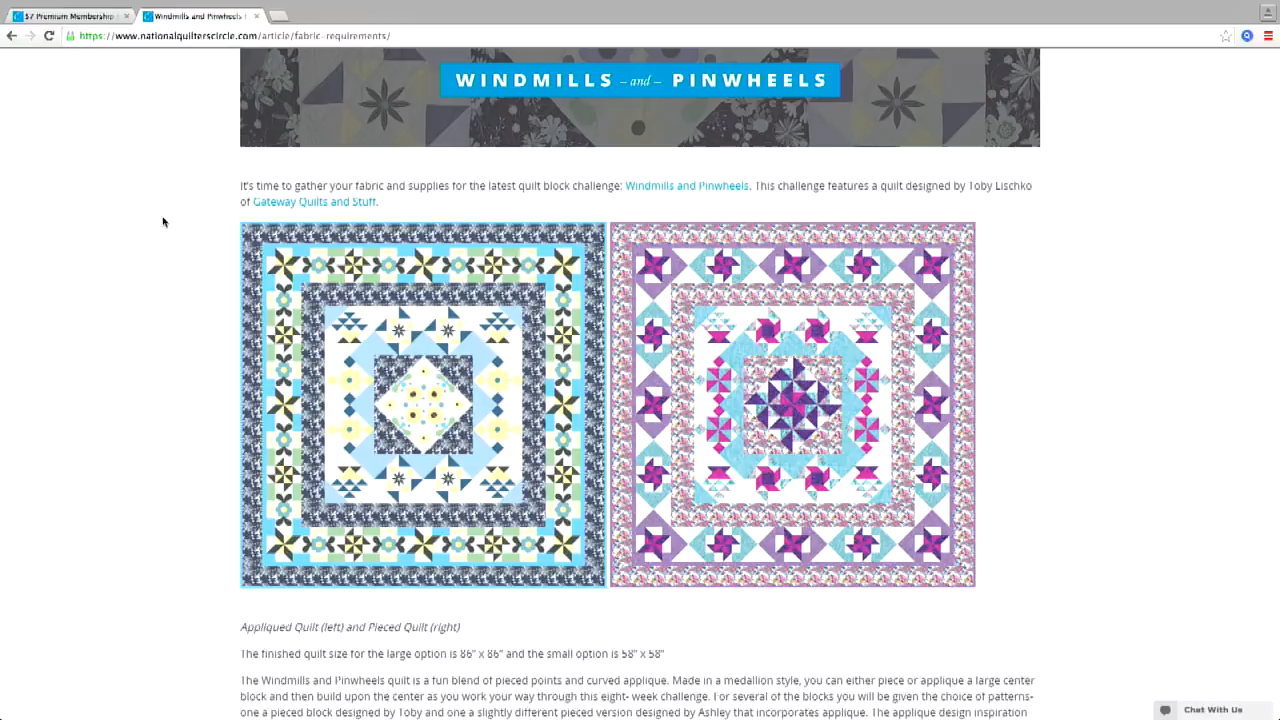 $7 Premium Membership
Windmills and Pinwheels
https://www.nationalquilterscircle.com/article/fabric-requirements/
WINDMILLS – and – PINWHEELS
It's time to gather your fabric and supplies for the latest quilt block challenge: Windmills and Pinwheels. This challenge features a quilt designed by Toby Lischko
of Gateway Quilts and Stuff.
Appliqued Quilt (left) and Pieced Quilt (right)
The finished quilt size for the large option is 86" x 86" and the small option is 58" x 58"
The Windmills and Pinwheels quilt is a fun blend of pieced points and curved applique. Made in a medallion style, you can either piece or applique a large center
block and then build upon the center as you work your way through this eight- week challenge. For several of the blocks you will be given the choice of patterns-
one a pieced block designed by Toby and one a slightly different pieced version designed by Ashley that incorporates applique. The applique design inspiration
Chat With Us